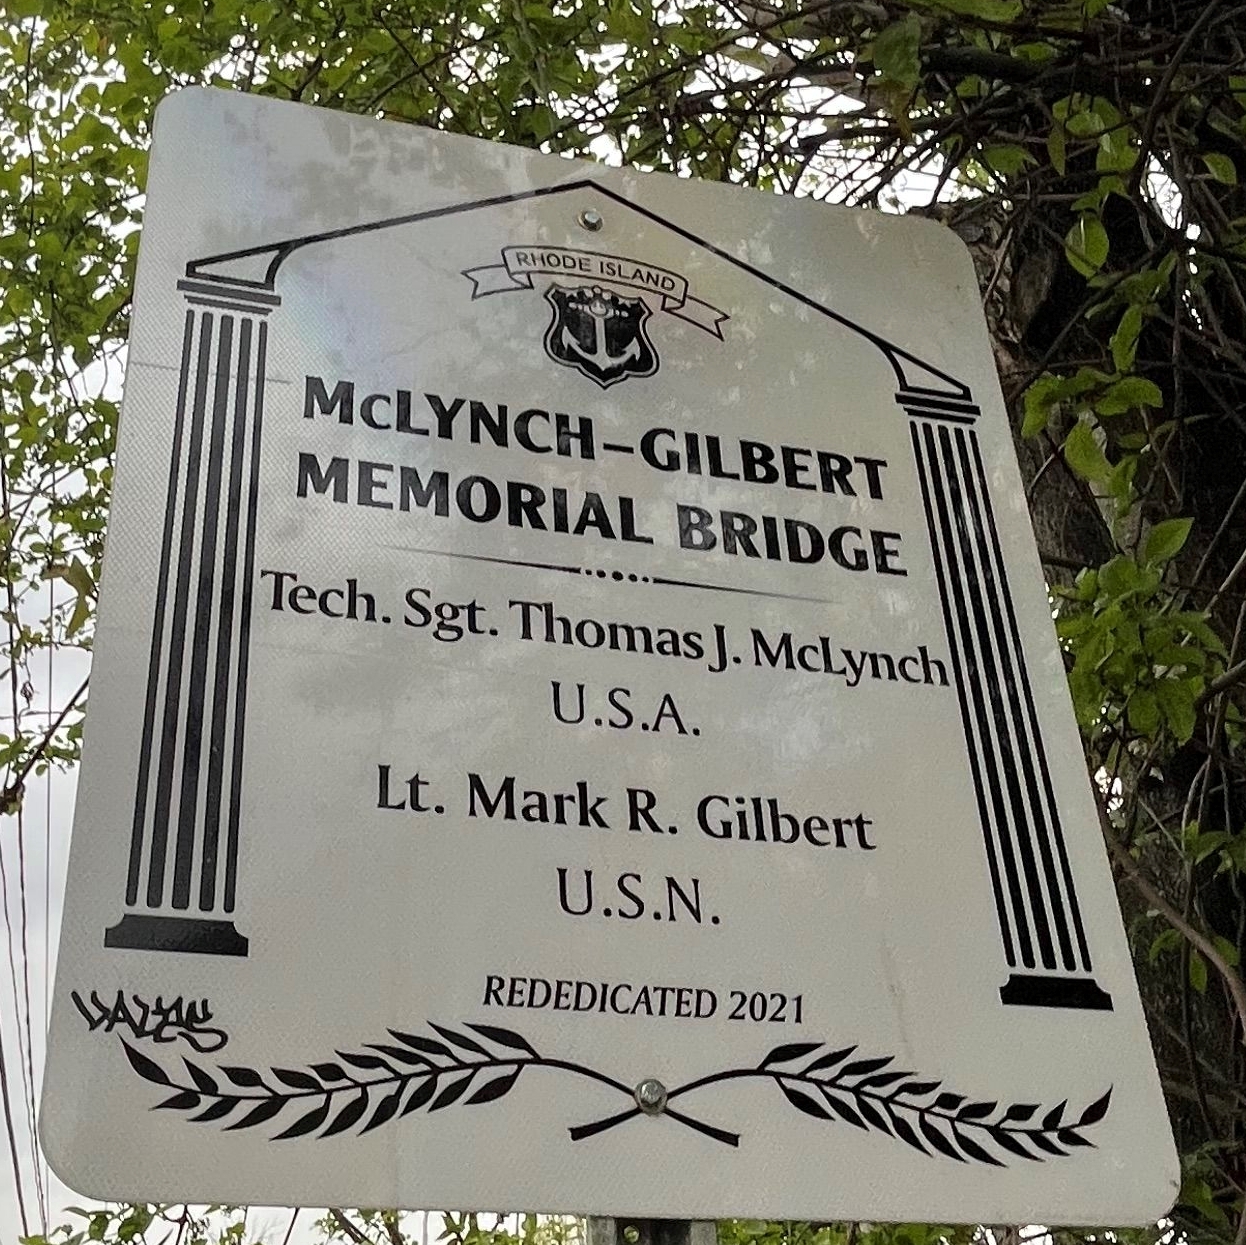 RHODE ISLAND
McLYNCH–GILBERT
MEMORIAL BRIDGE
Tech. Sgt. Thomas J. McLynch
U.S.A.
Lt. Mark R. Gilbert
U.S.N.
REDEDICATED 2021